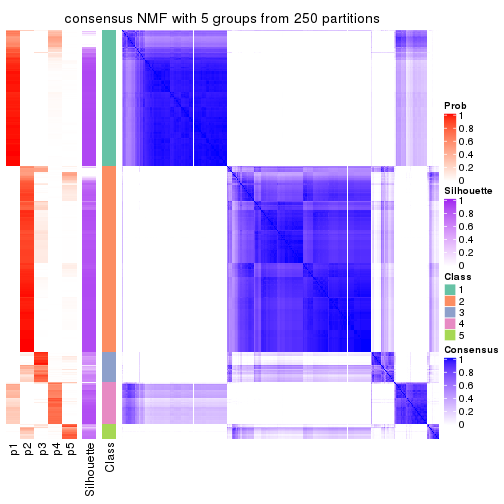 consensus NMF with 5 groups from 250 partitions
Prob
1
0.8
0.6
0.4
0.2
0
Silhouette
1
0.8
0.6
0.4
0.2
0
Class
1
2
3
4
5
Consensus
1
0.8
0.6
0.4
0.2
0
p1
p2
p3
p4
p5
Silhouette
Class